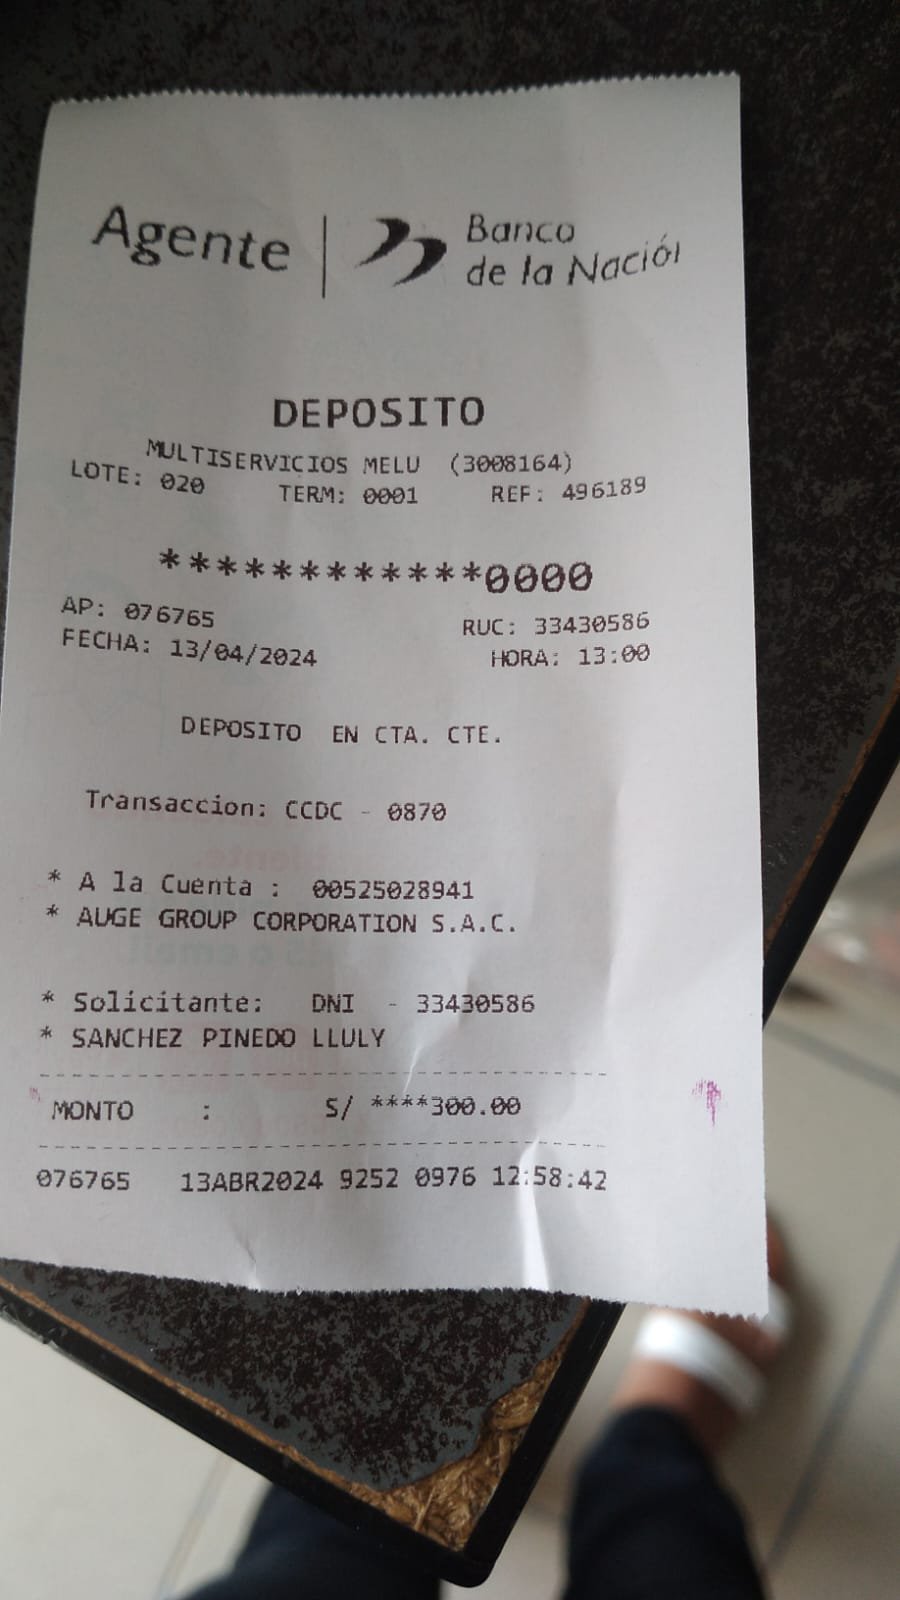 Agente | Banco
de la Nación
DEPOSITO
MULTISERVICIOS MELU (3008164)
LOTE: 020 TERM: 0001 REF: 496189
************0000
AP: 076765 RUC: 33430586
FECHA: 13/04/2024 HORA: 13:00
DEPOSITO EN CTA. CTE.
Transaccion: CCDC - 0870
* A la Cuenta : 00525028941
* AUGE GROUP CORPORATION S.A.C.
* Solicitante: DNI - 33430586
* SANCHEZ PINEDO LLULY
MONTO : S/ ****300.00
076765 13ABR2024 9252 0976 12:58:42